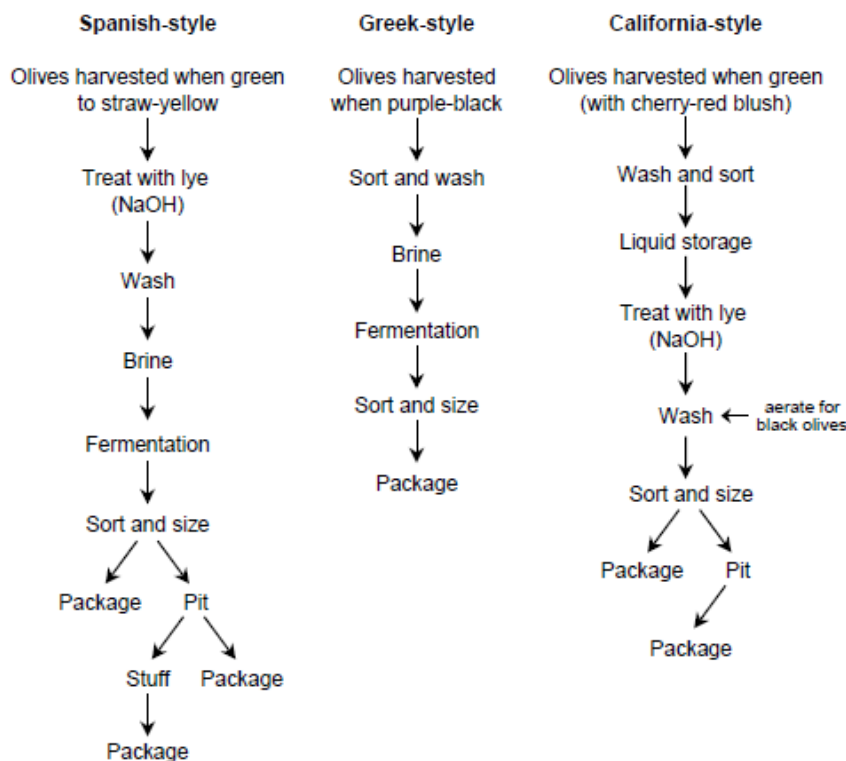 Spanish-style
Olives harvested when green
to straw-yellow
Treat with lye
(NaOH)
Wash
Brine
Fermentation
Sort and size
Package
Pit
Stuff
Package
Package
Greek-style
Olives harvested
when purple-black
Sort and wash
Brine
Fermentation
Sort and size
Package
California-style
Olives harvested when green
(with cherry-red blush)
Wash and sort
Liquid storage
Treat with lye
(NaOH)
Wash
aerate for
black olives
Sort and size
Package
Pit
Package